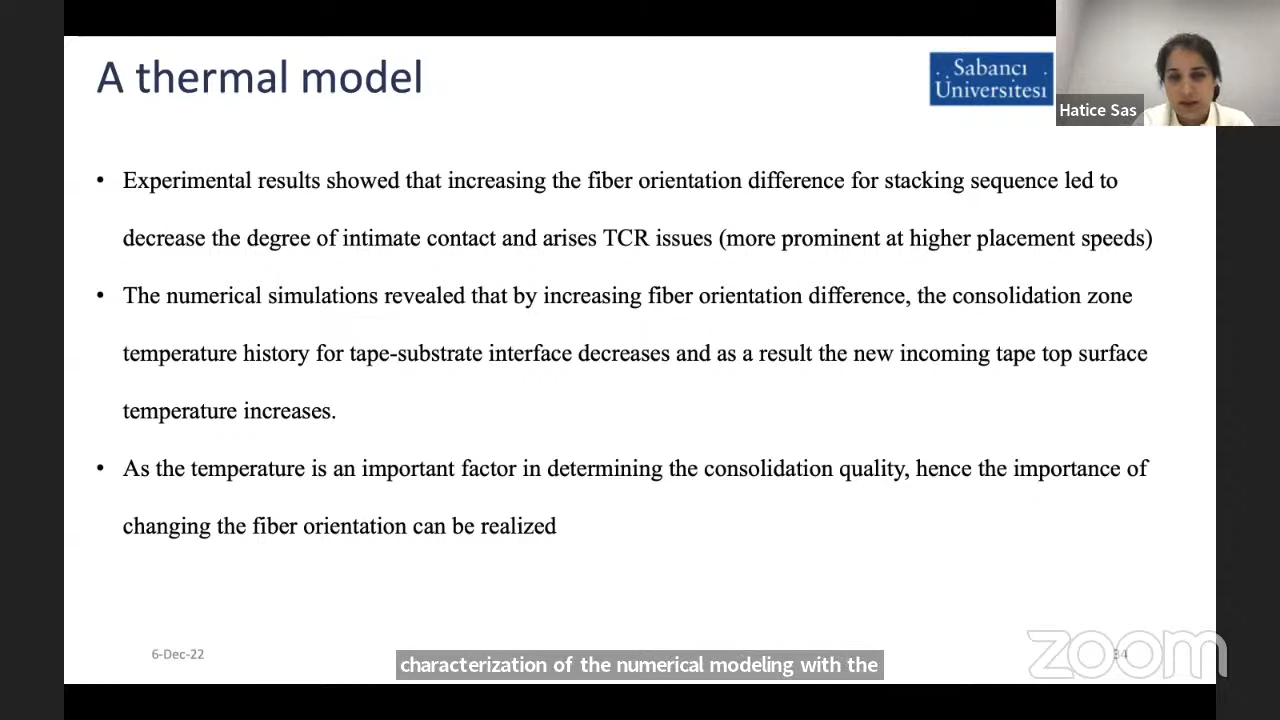 A thermal model
Sabancı
Üniversitesi
Hatice Sas
• Experimental results showed that increasing the fiber orientation difference for stacking sequence led to
decrease the degree of intimate contact and arises TCR issues (more prominent at higher placement speeds)
• The numerical simulations revealed that by increasing fiber orientation difference, the consolidation zone
temperature history for tape-substrate interface decreases and as a result the new incoming tape top surface
temperature increases.
• As the temperature is an important factor in determining the consolidation quality, hence the importance of
changing the fiber orientation can be realized
6-Dec-22
characterization of the numerical modeling with the
34
zoom